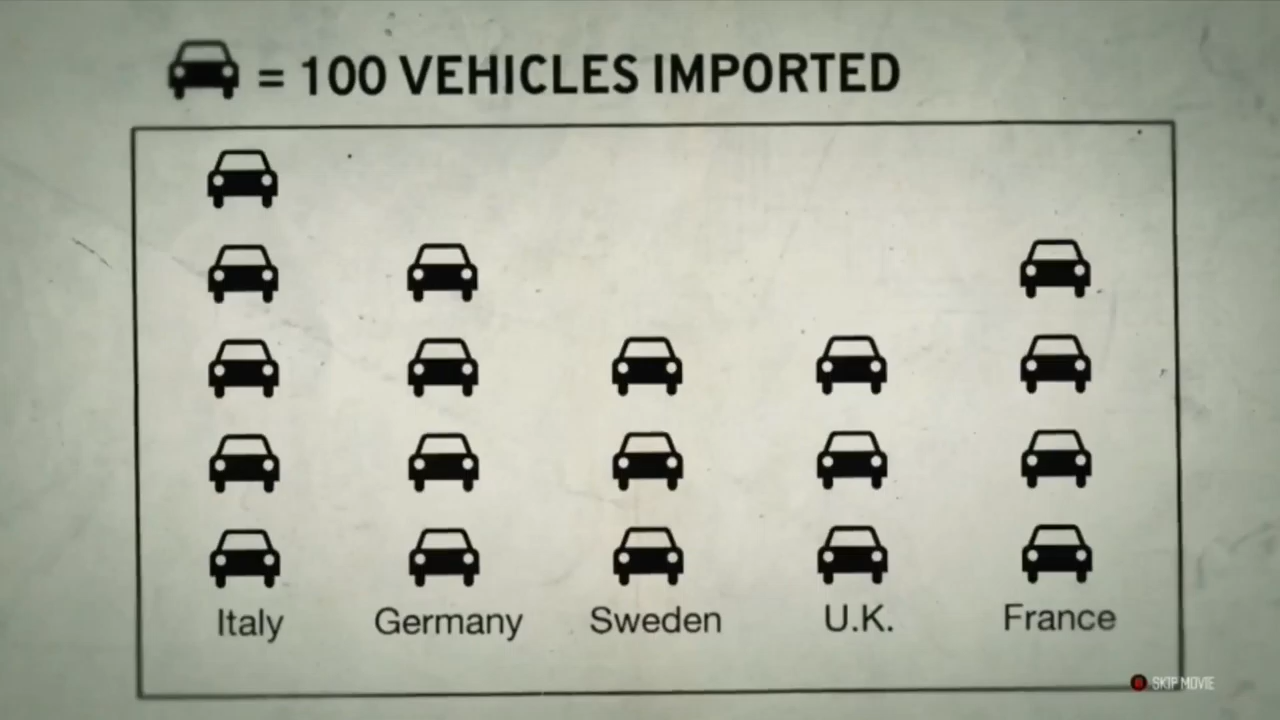 = 100 VEHICLES IMPORTED
Italy Germany Sweden U.K. France
SKIP MOVIE